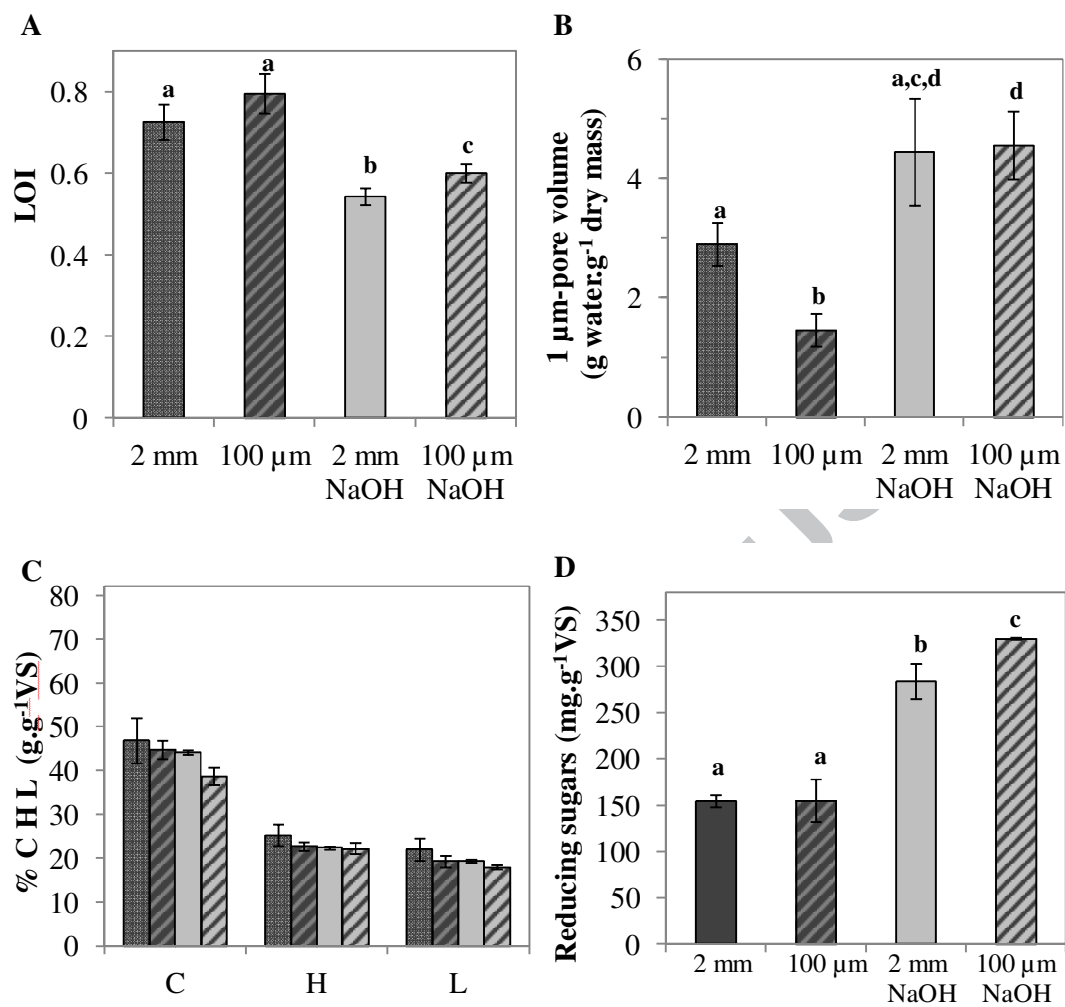 A
LOI
0.8
0.6
0.4
0.2
0
a
a
b
c
2 mm
100 µm
2 mm
NaOH
100 µm
NaOH
B
1 µm-pore volume
(g water.g-1 dry mass)
6
4
2
0
a
b
a,c,d
d
2 mm
100 µm
2 mm
NaOH
100 µm
NaOH
C
% C H L (g.g-1VS)
80
70
60
50
40
30
20
10
0
C
H
L
D
Reducing sugars (mg.g-1VS)
350
300
250
200
150
100
50
0
a
a
b
c
2 mm
100 µm
2 mm
NaOH
100 µm
NaOH